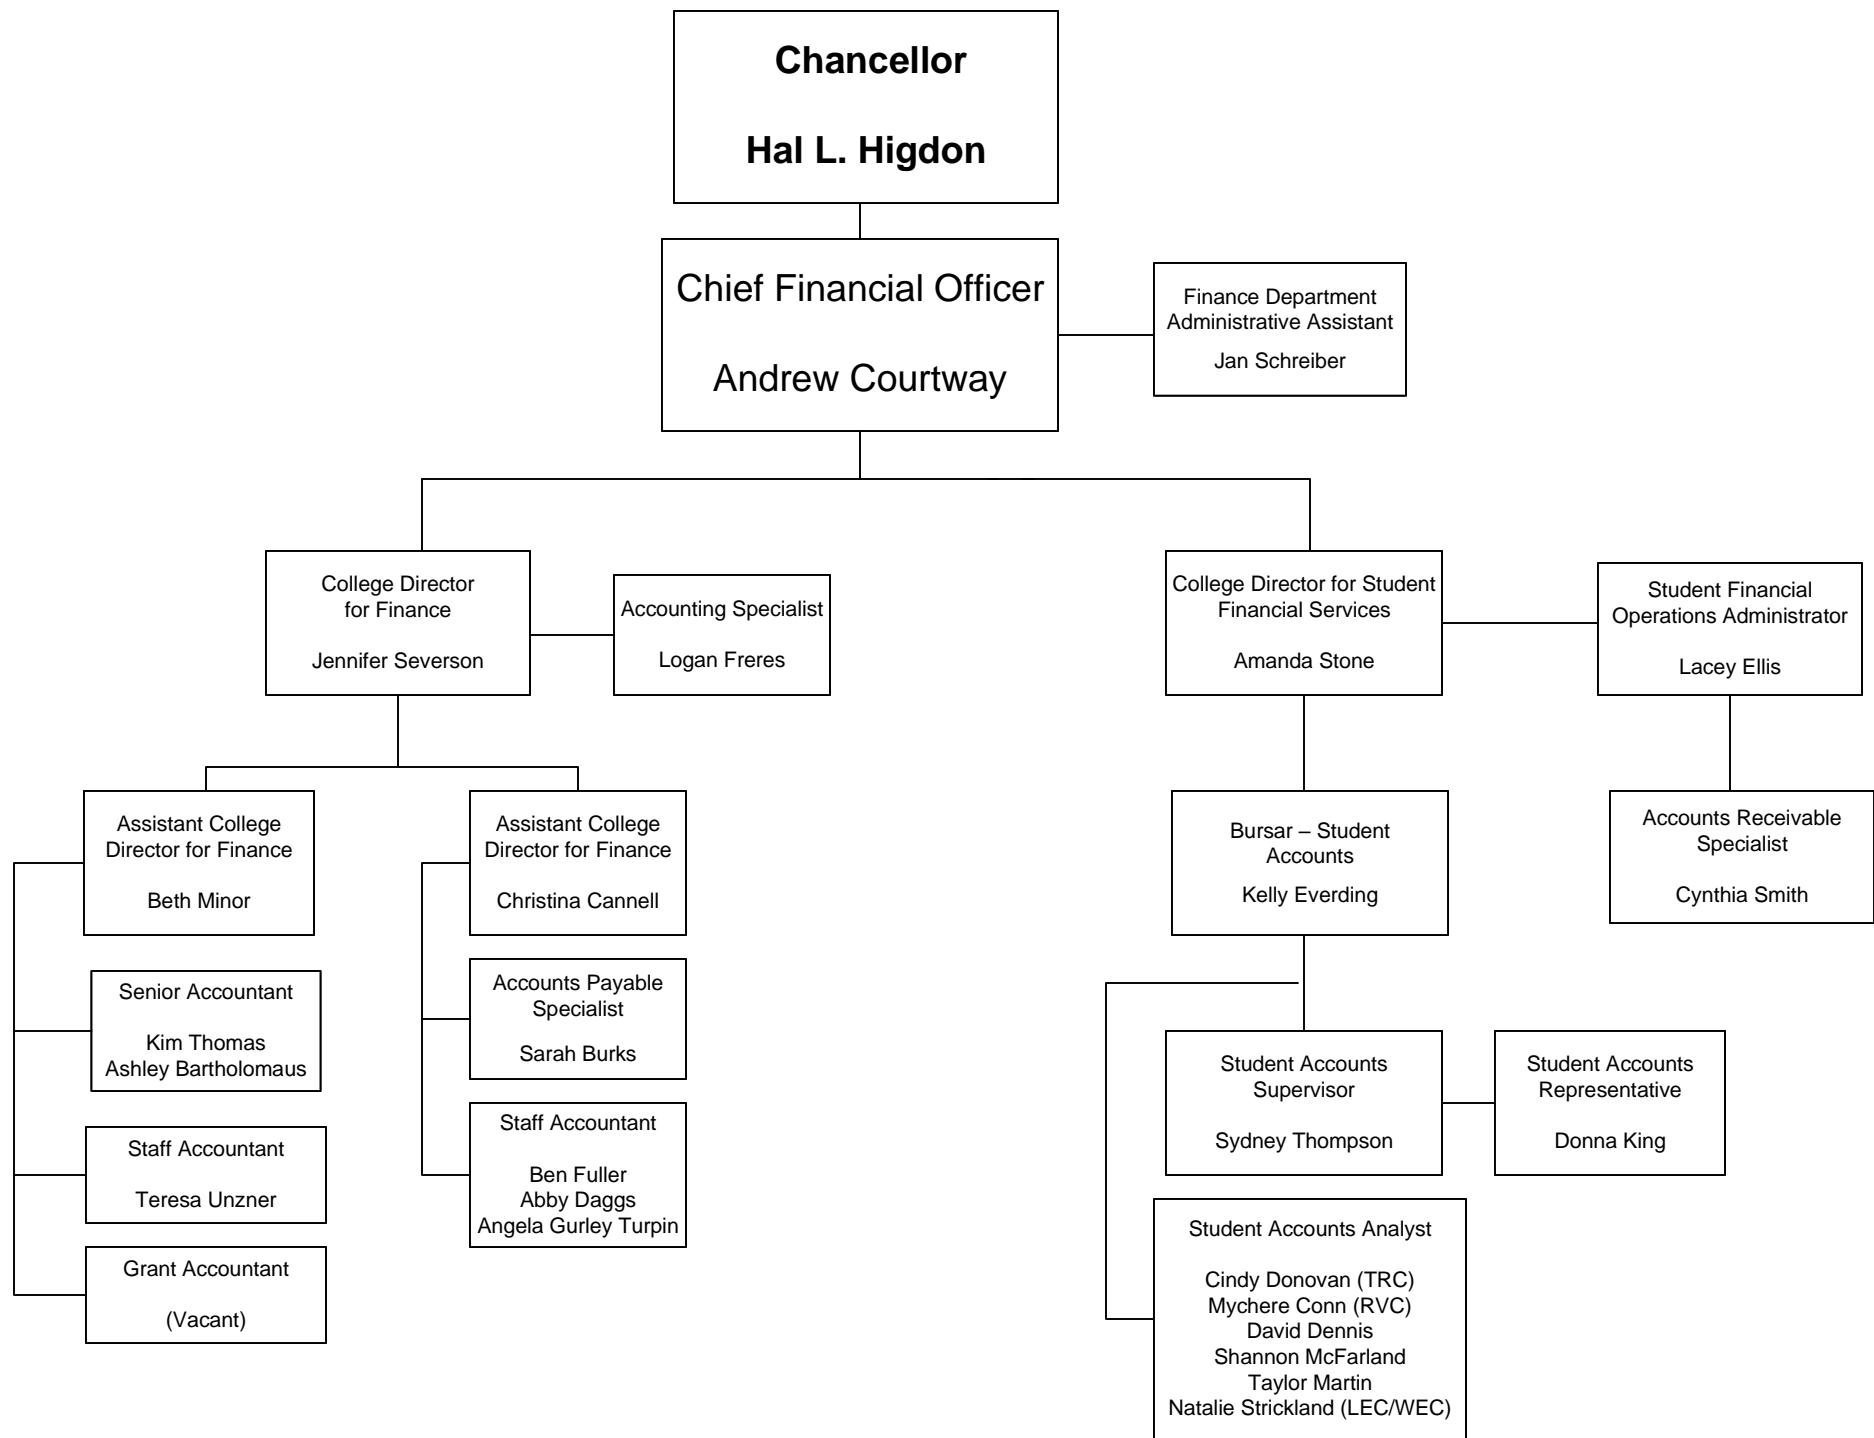 Chancellor
Hal L. Higdon
Chief Financial Officer
Andrew Courtway
Finance Department
Administrative Assistant
Jan Schreiber
College Director
for Finance
Jennifer Severson
Accounting Specialist
Logan Freres
College Director for Student
Financial Services
Amanda Stone
Student Financial
Operations Administrator
Lacey Ellis
Assistant College
Director for Finance
Beth Minor
Assistant College
Director for Finance
Christina Cannell
Bursar – Student
Accounts
Kelly Everding
Accounts Receivable
Specialist
Cynthia Smith
Senior Accountant
Kim Thomas
Ashley Bartholomaus
Accounts Payable
Specialist
Sarah Burks
Student Accounts
Supervisor
Sydney Thompson
Student Accounts
Representative
Donna King
Staff Accountant
Teresa Unzner
Staff Accountant
Ben Fuller
Abby Daggs
Angela Gurley Turpin
Grant Accountant
(Vacant)
Student Accounts Analyst
Cindy Donovan (TRC)
Mychere Conn (RVC)
David Dennis
Shannon McFarland
Taylor Martin
Natalie Strickland (LEC/WEC)